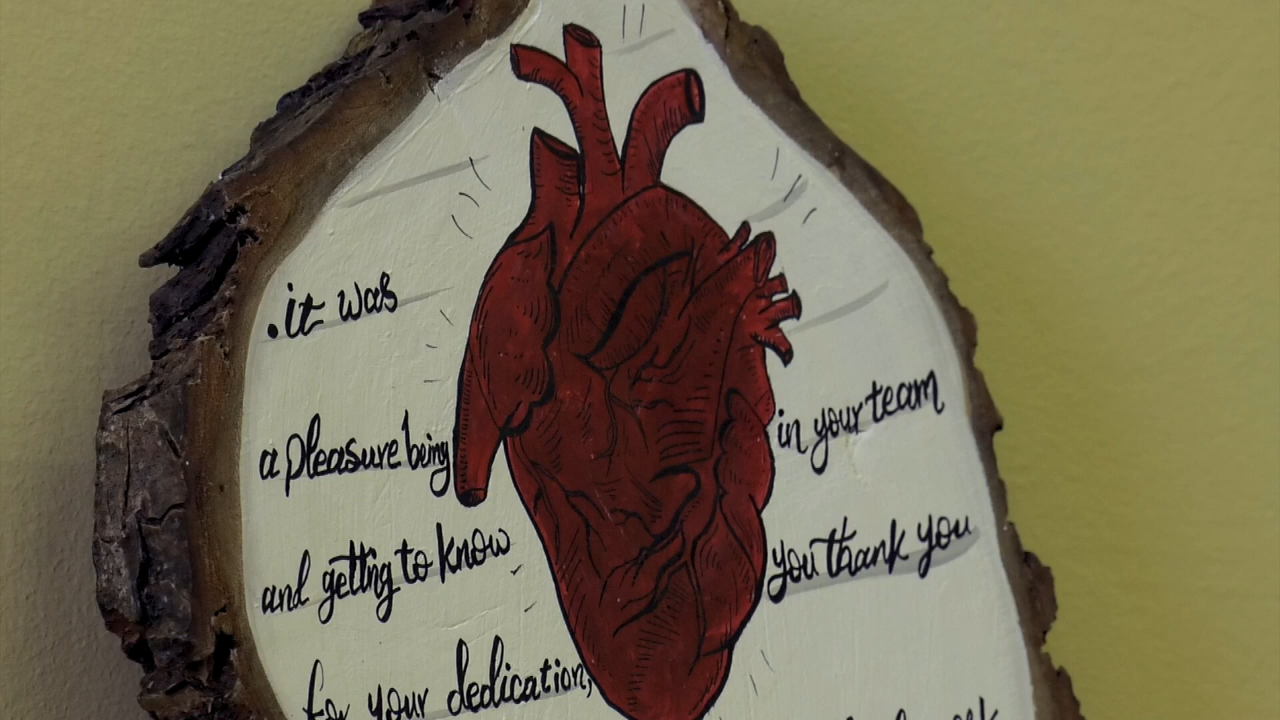 .it was
a pleasure being in your team
and getting to know you thank you
for your dedication,